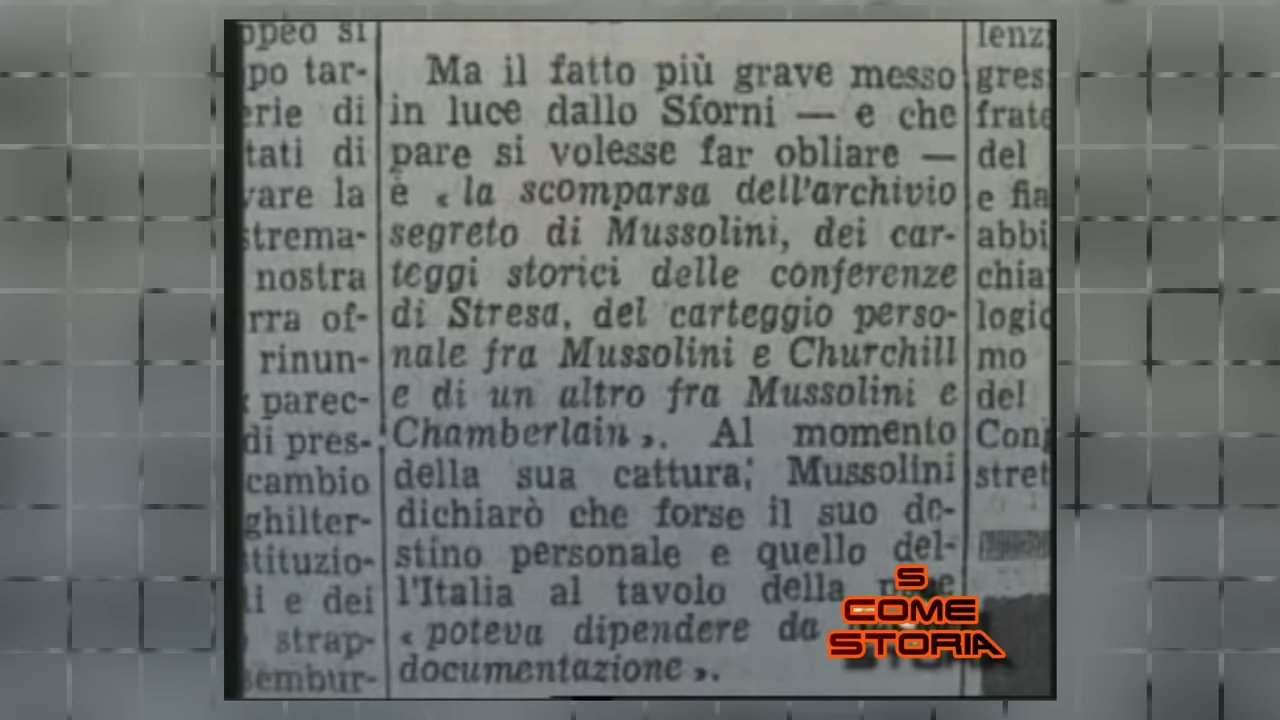 ppeo si
po tar-
erie di
tati di
vare la
strema-
nostra
rra of-
rinun-
parec-
di pres-
cambio
ghilter-
tituzio-
i e dei
strap-
sembur-
Ma il fatto più grave messo
in luce dallo Sforni — e che
pare si volesse far obliare —
è « la scomparsa dell'archivio
segreto di Mussolini, dei car-
teggi storici delle conferenze
di Stresa, del carteggio perso-
nale fra Mussolini e Churchill
e di un altro fra Mussolini e
Chamberlain ». Al momento
della sua cattura, Mussolini
dichiarò che forse il suo de-
stino personale e quello del-
l'Italia al tavolo della
« poteva dipendere da
documentazione ».
lenz
gres
frate
del
e fia
abbi
chia
logic
mo
del
Cong
stret
S
COME
STORIA